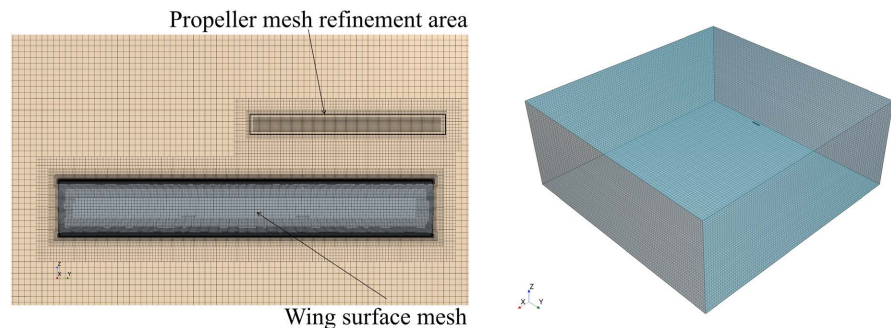 Propeller mesh refinement area
Wing surface mesh
Z
X Y
Z
X
Y